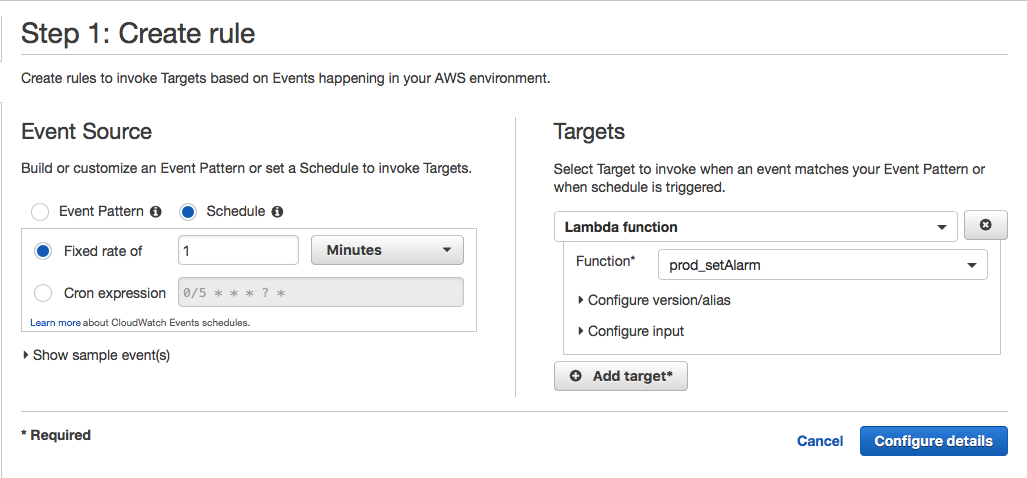 Step 1: Create rule
Create rules to invoke Targets based on Events happening in your AWS environment.
Event Source
Build or customize an Event Pattern or set a Schedule to invoke Targets.
Event Pattern Schedule
Fixed rate of 1 Minutes
Cron expression 0/5 * * * ? *
Learn more about CloudWatch Events schedules.
Show sample event(s)
Targets
Select Target to invoke when an event matches your Event Pattern or
when schedule is triggered.
Lambda function
Function* prod_setAlarm
Configure version/alias
Configure input
Add target*
* Required
Cancel Configure details